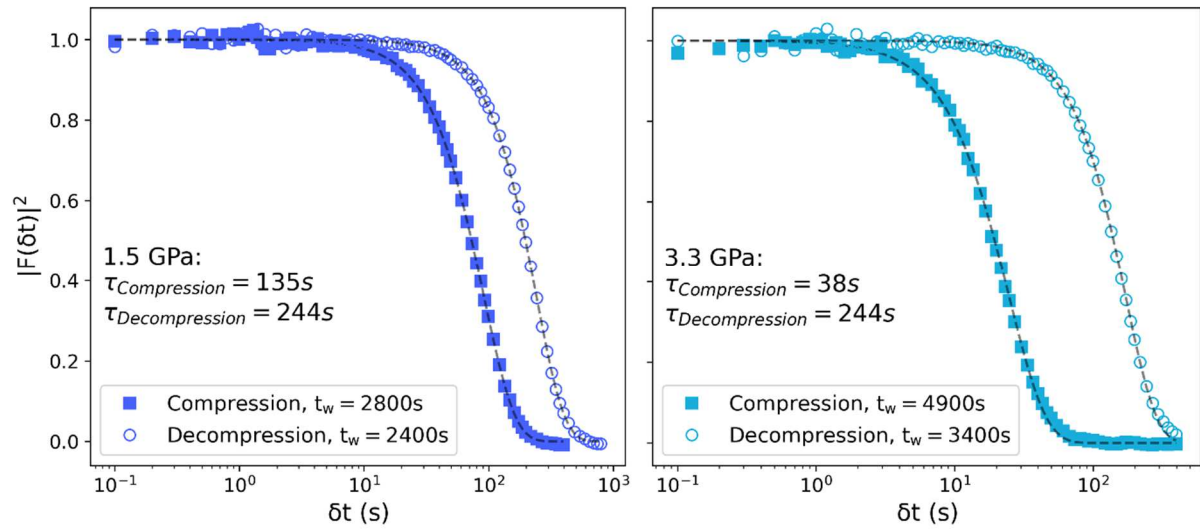 |F(δt)|²
1.0
0.8
0.6
0.4
0.2
0.0
1.5 GPa:
τCompression = 135s
τDecompression = 244s
Compression, tw = 2800s
Decompression, tw = 2400s
10⁻¹ 10⁰ 10¹ 10² 10³
δt (s)
3.3 GPa:
τCompression = 38s
τDecompression = 244s
Compression, tw = 4900s
Decompression, tw = 3400s
10⁻¹ 10⁰ 10¹ 10²
δt (s)